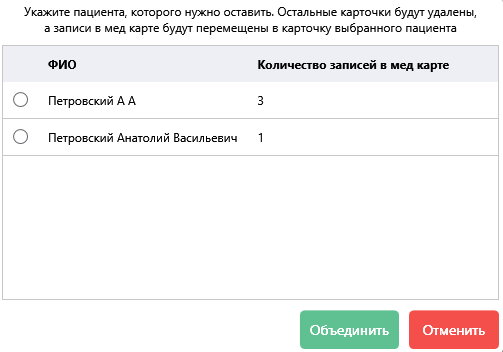 Укажите пациента, которого нужно оставить. Остальные карточки будут удалены,
а записи в мед карте будут перемещены в карточку выбранного пациента
ФИО Количество записей в мед карте
Петровский А А 3
Петровский Анатолий Васильевич 1
Объединить Отменить